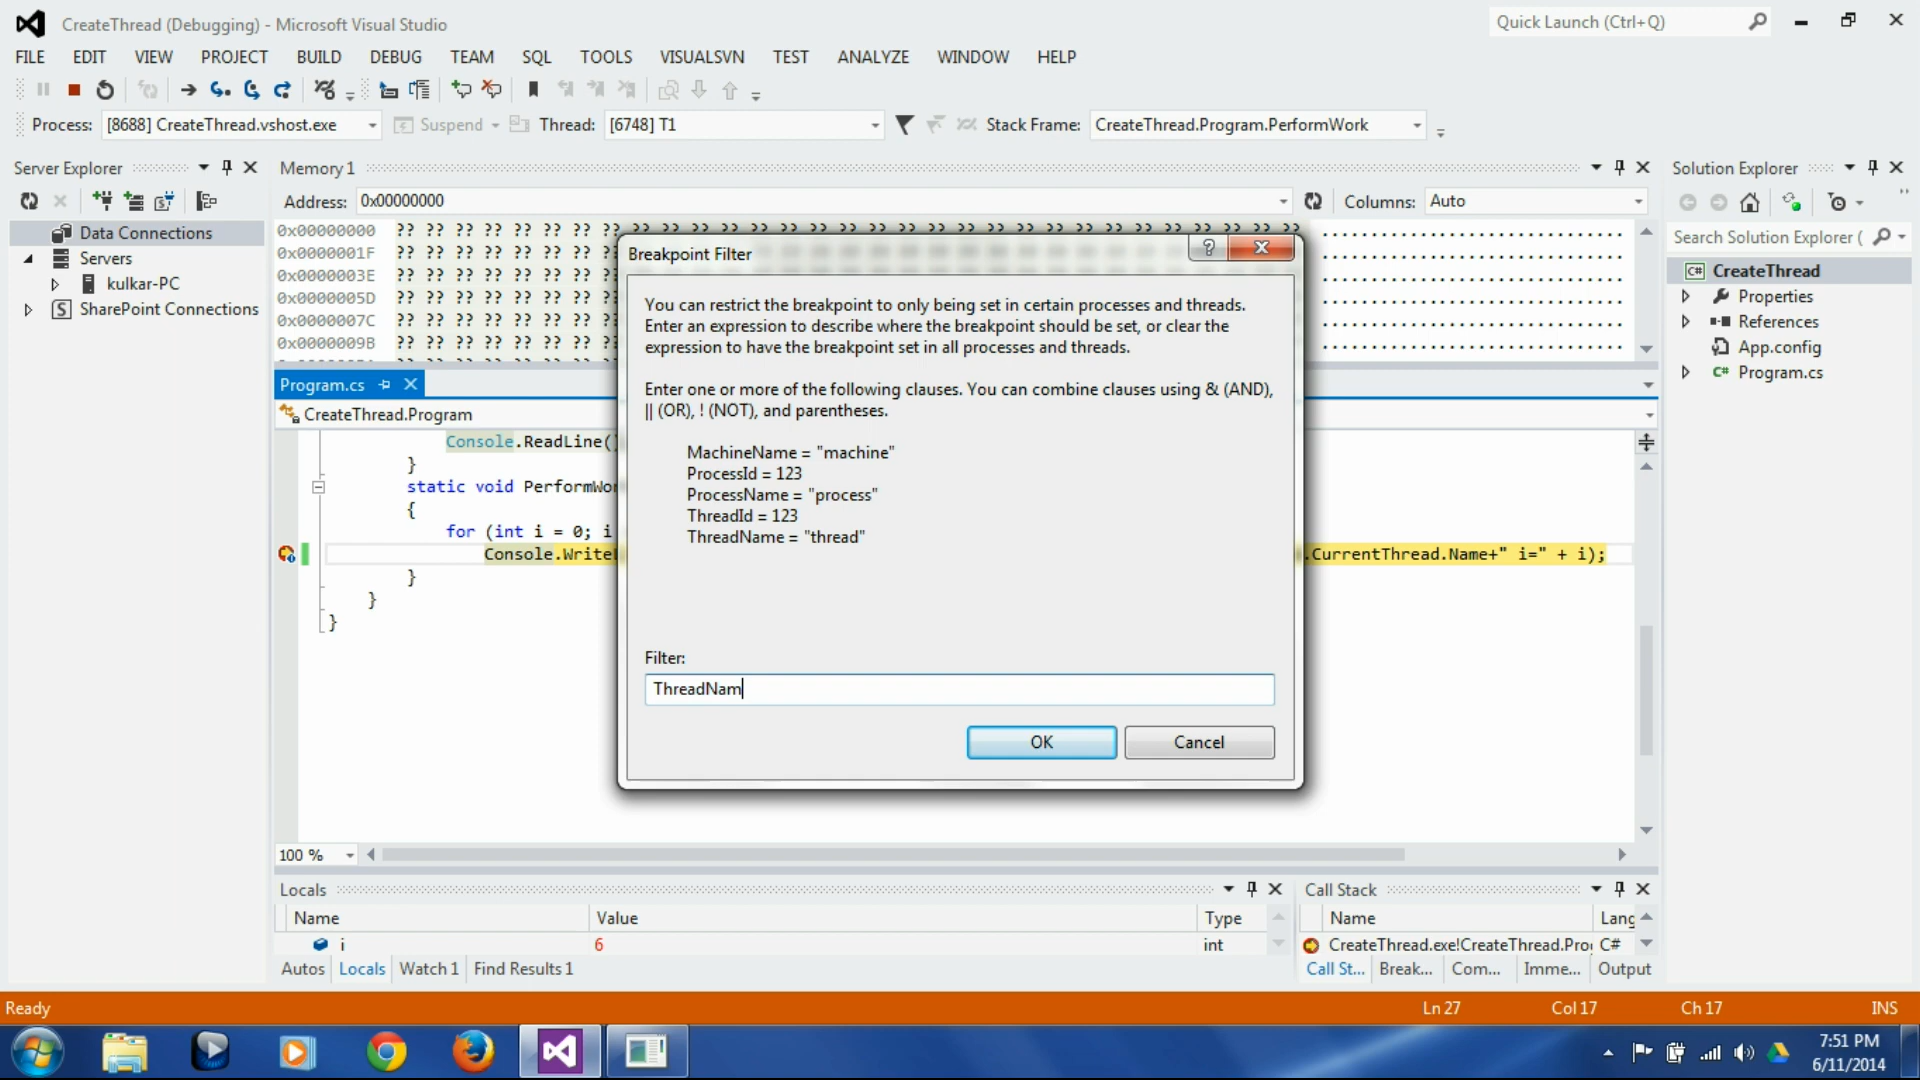 CreateThread (Debugging) - Microsoft Visual Studio
Quick Launch (Ctrl+Q)
FILE EDIT VIEW PROJECT BUILD DEBUG TEAM SQL TOOLS VISUALSVN TEST ANALYZE WINDOW HELP
Process: [8688] CreateThread.vshost.exe Suspend Thread: [6748] T1 Stack Frame: CreateThread.Program.PerformWork
Server Explorer
Data Connections
Servers
kulkar-PC
SharePoint Connections
Memory 1
Address: 0x00000000 Columns: Auto
0x00000000 ?? ?? ?? ?? ?? ?? ?? ?? ?? ?? ?? ?? ?? ?? ?? ?? ?? ?? ?? ?? ?? ?? ?? ?? ?? ?? ?? ?? ?? ?? ?? ...............................
0x0000001F ?? ?? ?? ?? ?? ?? ...............................
0x0000003E ?? ?? ?? ?? ?? ?? ...............................
0x0000005D ?? ?? ?? ?? ?? ?? ...............................
0x0000007C ?? ?? ?? ?? ?? ?? ...............................
0x0000009B ?? ?? ?? ?? ?? ??
Program.cs
CreateThread.Program
Console.ReadLine()
}
static void PerformWor
{
for (int i = 0; i
Console.Write
.CurrentThread.Name+" i=" + i);
}
}
}
100 %
Breakpoint Filter
You can restrict the breakpoint to only being set in certain processes and threads.
Enter an expression to describe where the breakpoint should be set, or clear the
expression to have the breakpoint set in all processes and threads.
Enter one or more of the following clauses. You can combine clauses using & (AND),
|| (OR), ! (NOT), and parentheses.
MachineName = "machine"
ProcessId = 123
ProcessName = "process"
ThreadId = 123
ThreadName = "thread"
Filter:
ThreadNam
OK Cancel
Solution Explorer
Search Solution Explorer (
C# CreateThread
Properties
References
App.config
C# Program.cs
Locals
Name Value Type
i 6 int
Autos Locals Watch 1 Find Results 1
Call Stack
Name Lang
CreateThread.exe!CreateThread.Pro C#
Call St... Break... Com... Imme... Output
Ready Ln 27 Col 17 Ch 17 INS
7:51 PM
6/11/2014